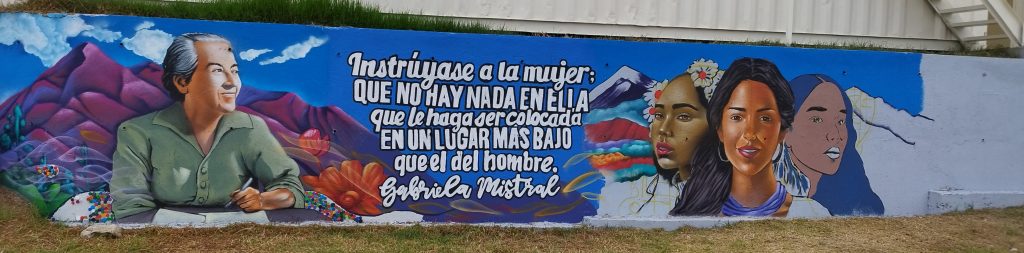 Instrúyase a la mujer;
QUE NO HAY NADA EN ELLA
que le haga ser colocada
EN UN LUGAR MÁS BAJO
que el del hombre.
Gabriela Mistral